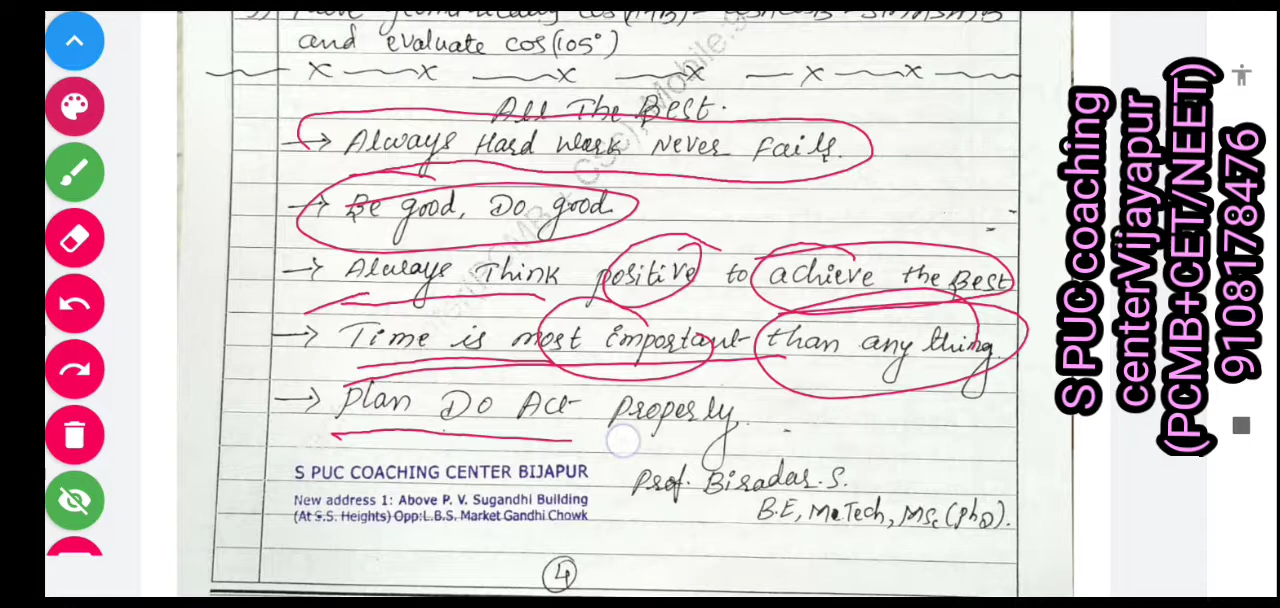 and evaluate cos(105°)
All The Best.
→ Always Hard Work Never Fails.
→ Be good, Do good
→ Always Think positive to achieve the Best
→ Time is most important than any thing.
→ Plan Do Act Properly
S PUC COACHING CENTER BIJAPUR
New address 1: Above P. V. Sugandhi Building
(At S.S. Heights) Opp:L.B.S. Market Gandhi Chowk
Prof. Biradar. S.
B.E, M.Tech, MSc (PhD).
4
S PUC coaching
centerVijayapur
(PCMB+CET/NEET)
9108178476